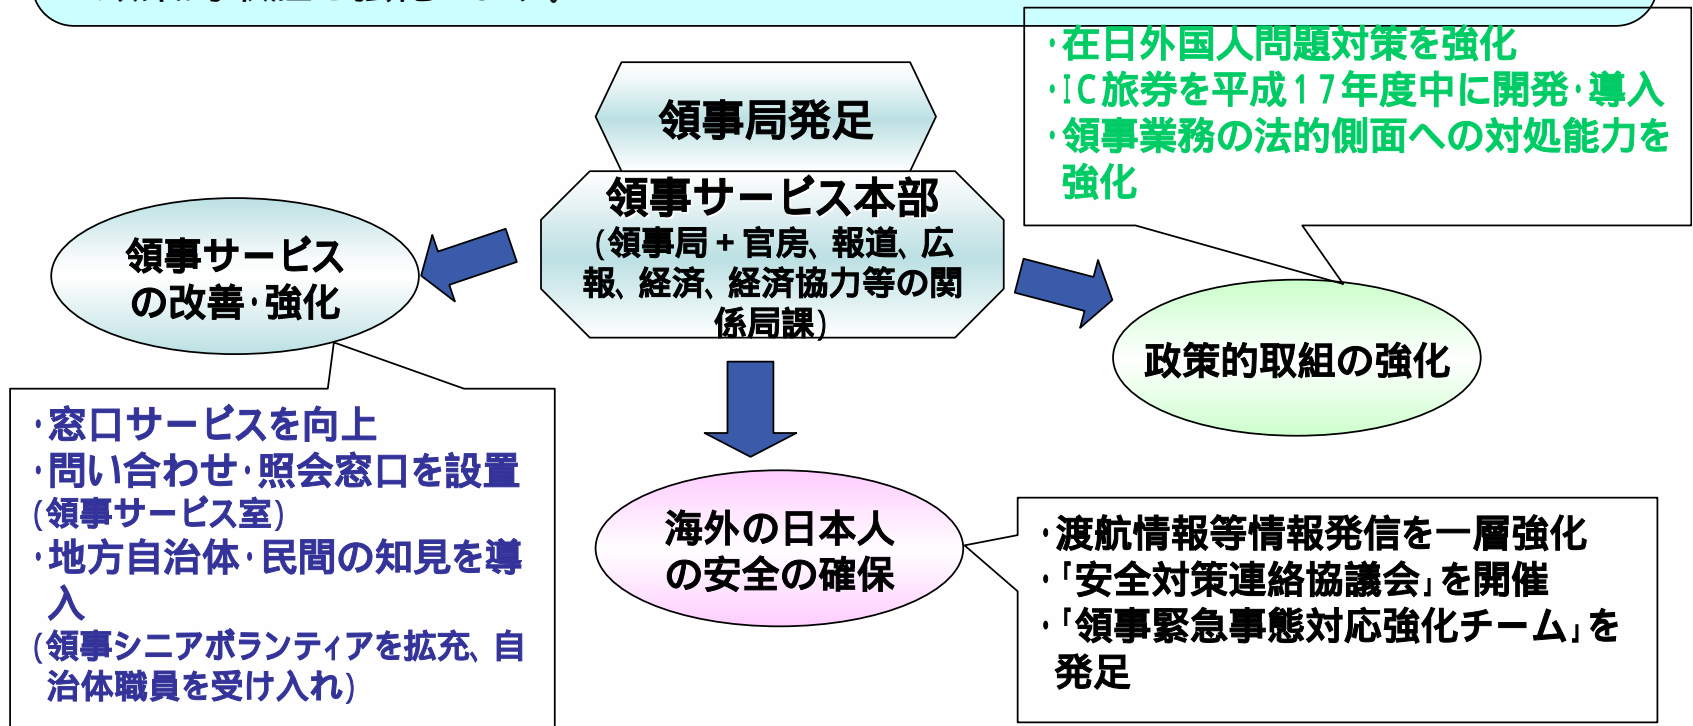 領事局発足
領事サービス本部
(領事局+官房、報道、広
報、経済、経済協力等の関
係局課)
・在日外国人問題対策を強化
・IC旅券を平成17年度中に開発・導入
・領事業務の法的側面への対処能力を
強化
領事サービス
の改善・強化
政策的取組の強化
・窓口サービスを向上
・問い合わせ・照会窓口を設置
(領事サービス室)
・地方自治体・民間の知見を導
入
(領事シニアボランティアを拡充、自
治体職員を受け入れ)
海外の日本人
の安全の確保
・渡航情報等情報発信を一層強化
・「安全対策連絡協議会」を開催
・「領事緊急事態対応強化チーム」を
発足